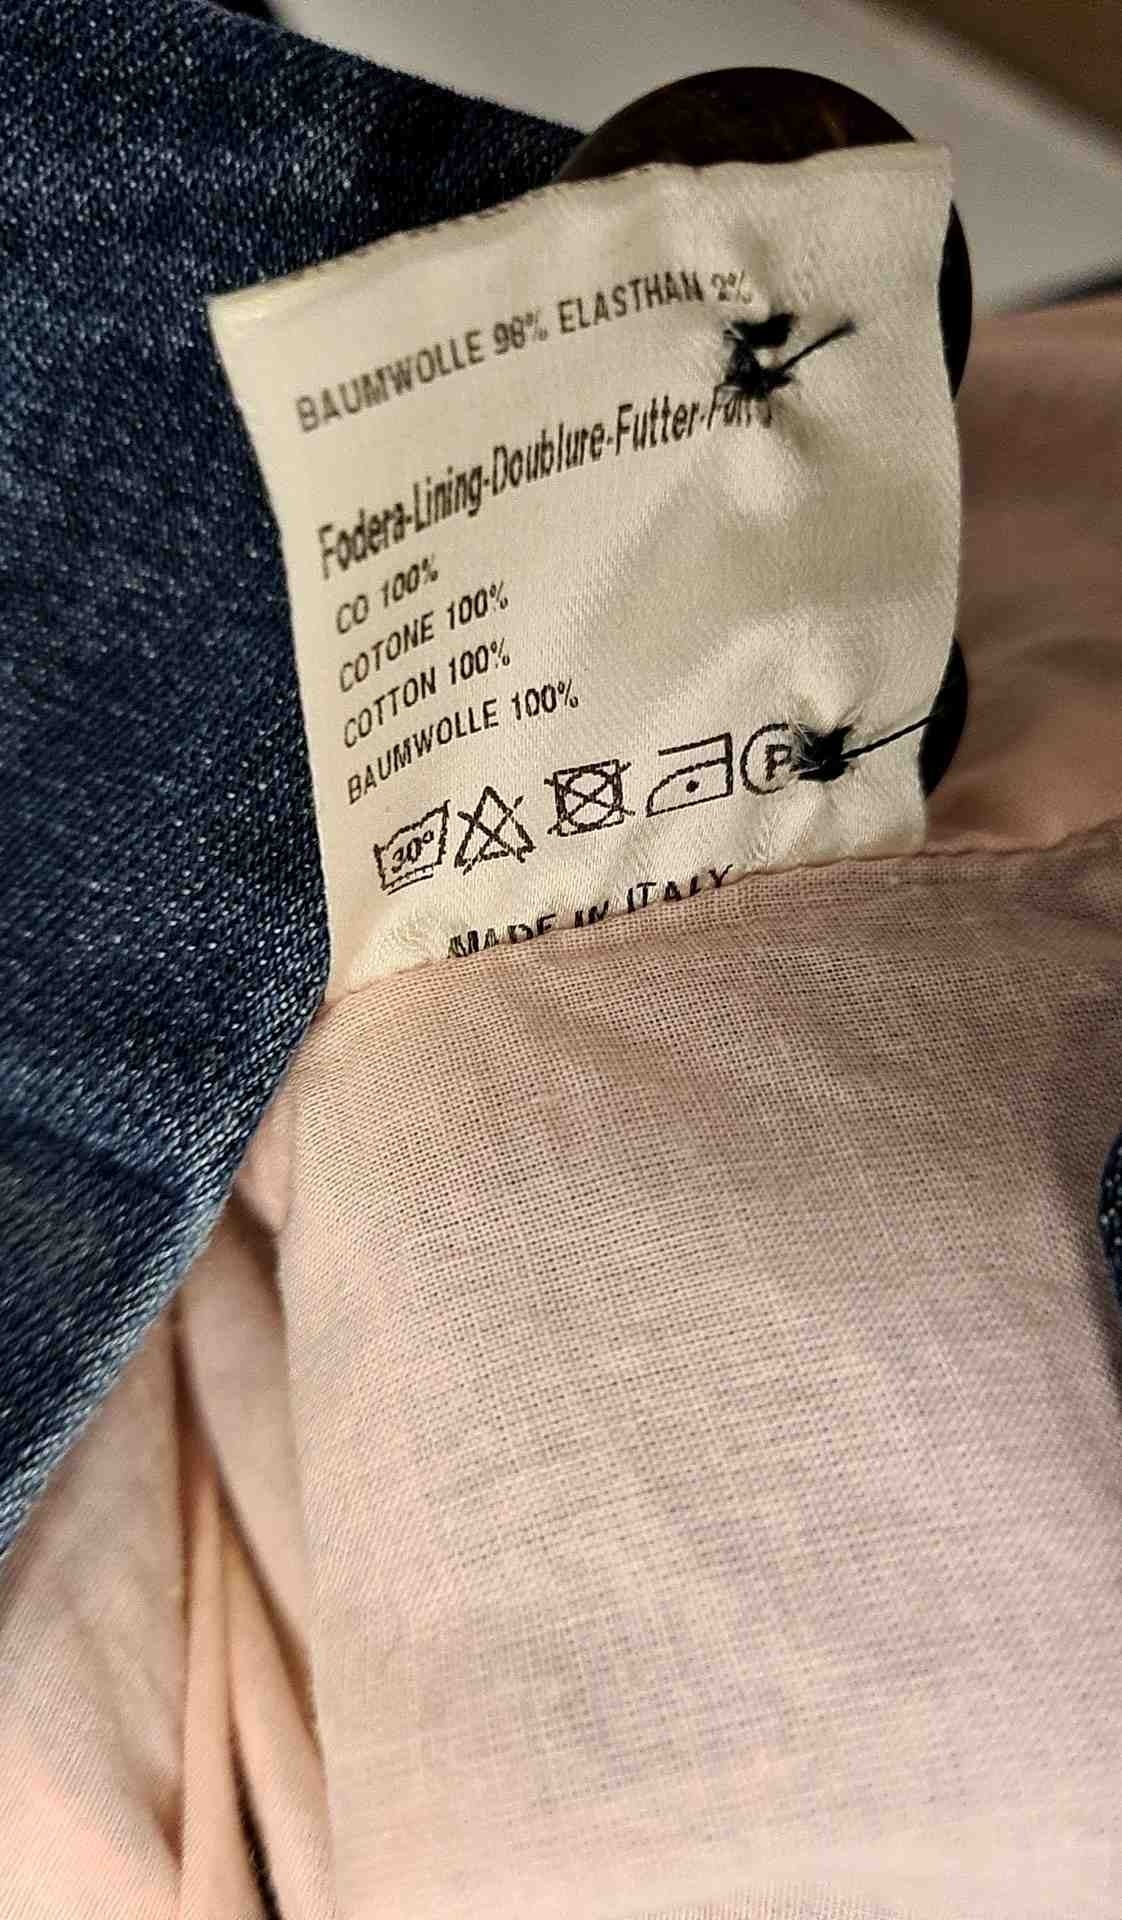 BAUMWOLLE 98% ELASTHAN 2%
Fodera-Lining-Doublure-Futter-
CO 100%
COTONE 100%
COTTON 100%
BAUMWOLLE 100%
30° P
MADE IN ITALY